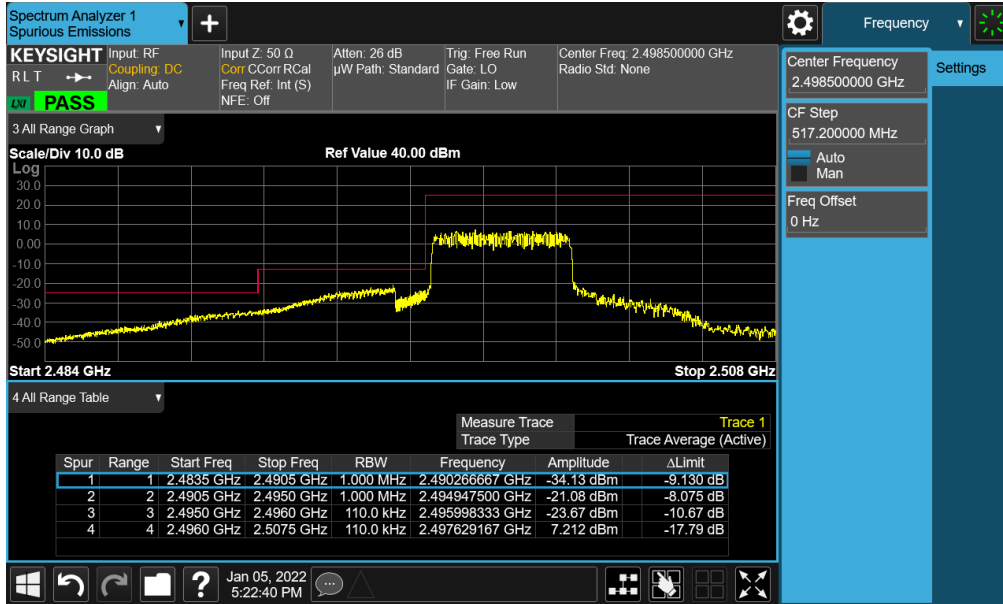 Spectrum Analyzer 1
Spurious Emissions
Frequency
KEYSIGHT
R L T
LXI
PASS
Input: RF
Coupling: DC
Align: Auto
Input Z: 50 Ω
Corr CCorr RCal
Freq Ref: Int (S)
NFE: Off
Atten: 26 dB
µW Path: Standard
Trig: Free Run
Gate: LO
IF Gain: Low
Center Freq: 2.498500000 GHz
Radio Std: None
Center Frequency
2.498500000 GHz
Settings
CF Step
517.200000 MHz
Auto
Man
Freq Offset
0 Hz
3 All Range Graph
Scale/Div 10.0 dB
Ref Value 40.00 dBm
Log
30.0
20.0
10.0
0.00
-10.0
-20.0
-30.0
-40.0
-50.0
Start 2.484 GHz
Stop 2.508 GHz
4 All Range Table
Measure Trace Trace 1
Trace Type Trace Average (Active)
Spur Range Start Freq Stop Freq RBW Frequency Amplitude ΔLimit
1 1 2.4835 GHz 2.4905 GHz 1.000 MHz 2.490266667 GHz -34.13 dBm -9.130 dB
2 2 2.4905 GHz 2.4950 GHz 1.000 MHz 2.494947500 GHz -21.08 dBm -8.075 dB
3 3 2.4950 GHz 2.4960 GHz 110.0 kHz 2.495998333 GHz -23.67 dBm -10.67 dB
4 4 2.4960 GHz 2.5075 GHz 110.0 kHz 2.497629167 GHz 7.212 dBm -17.79 dB
Jan 05, 2022
5:22:40 PM